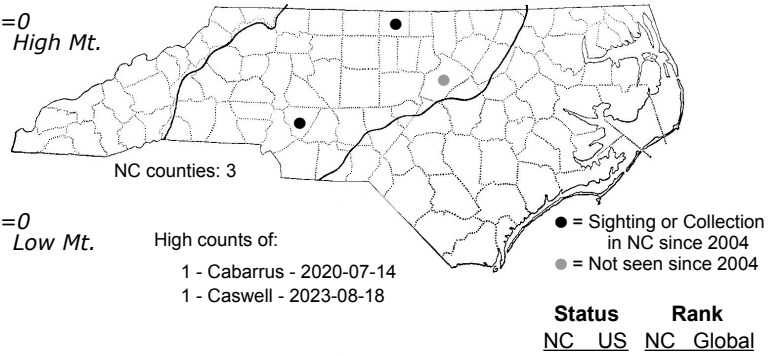 =0
High Mt.
NC counties: 3
=0
Low Mt.
High counts of:
1 - Cabarrus - 2020-07-14
1 - Caswell - 2023-08-18
= Sighting or Collection
in NC since 2004
= Not seen since 2004
Status Rank
NC US NC Global